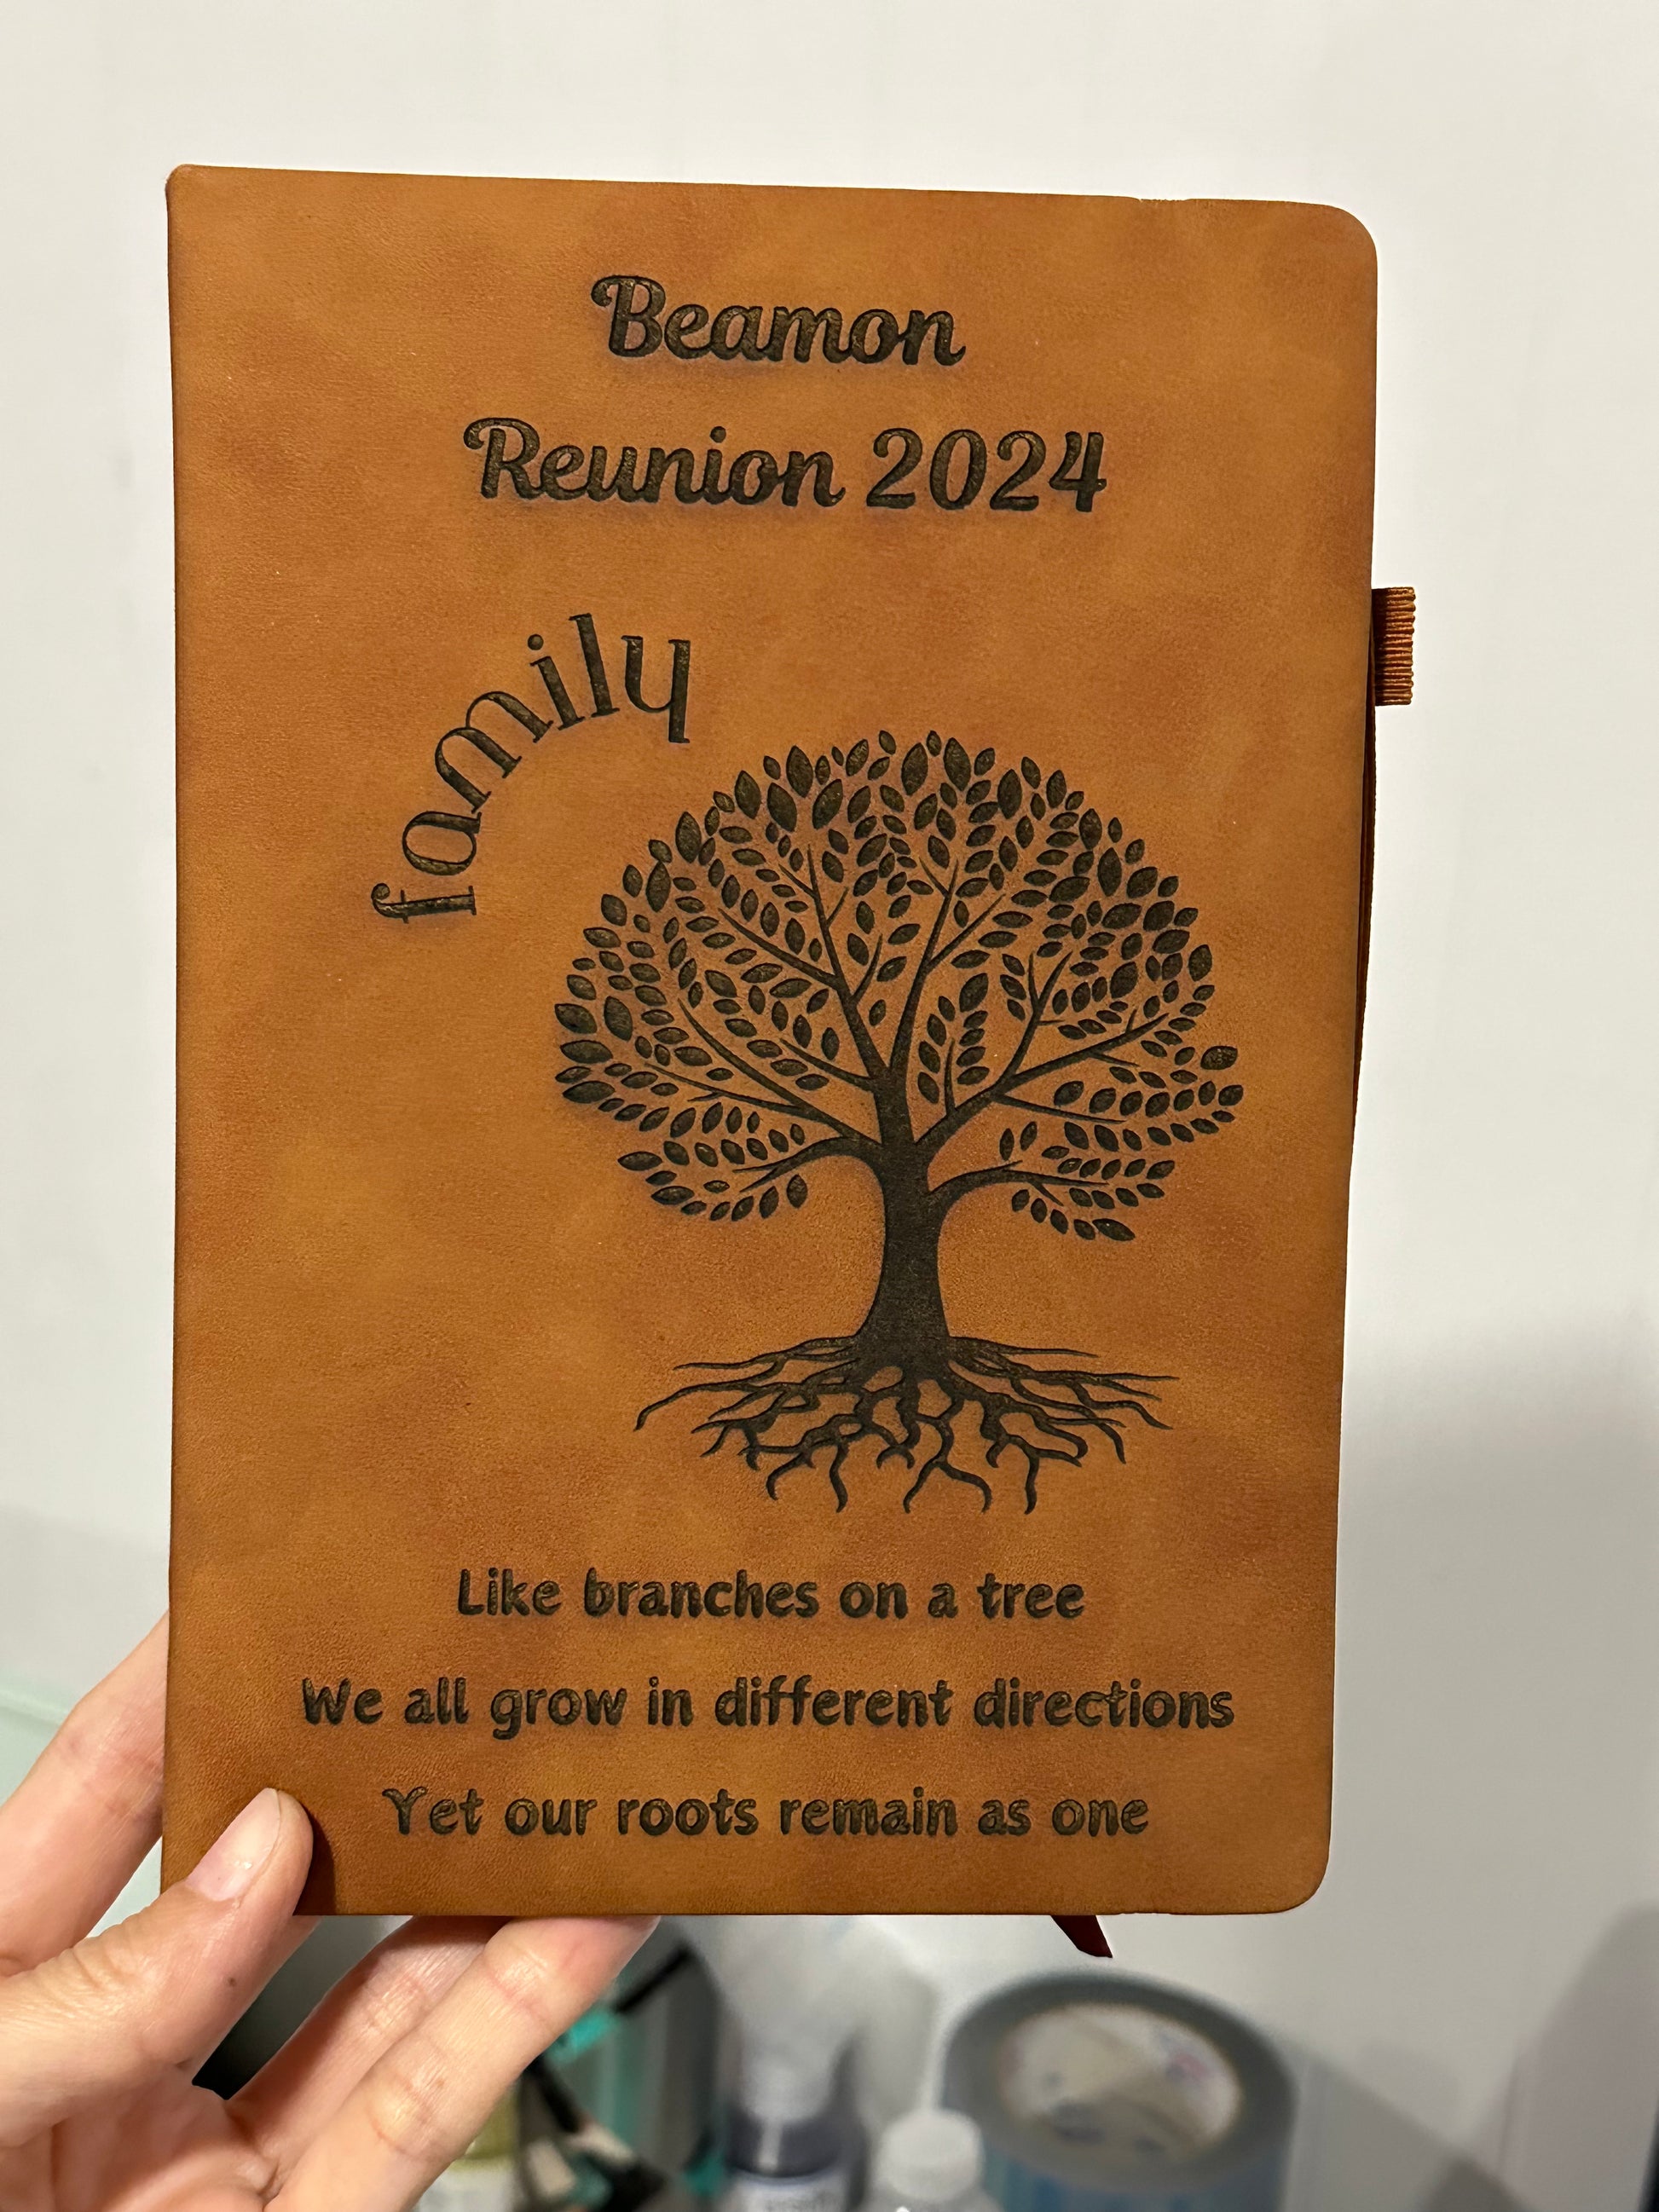 Beamon
Reunion 2024
family
Like branches on a tree
We all grow in different directions
Yet our roots remain as one